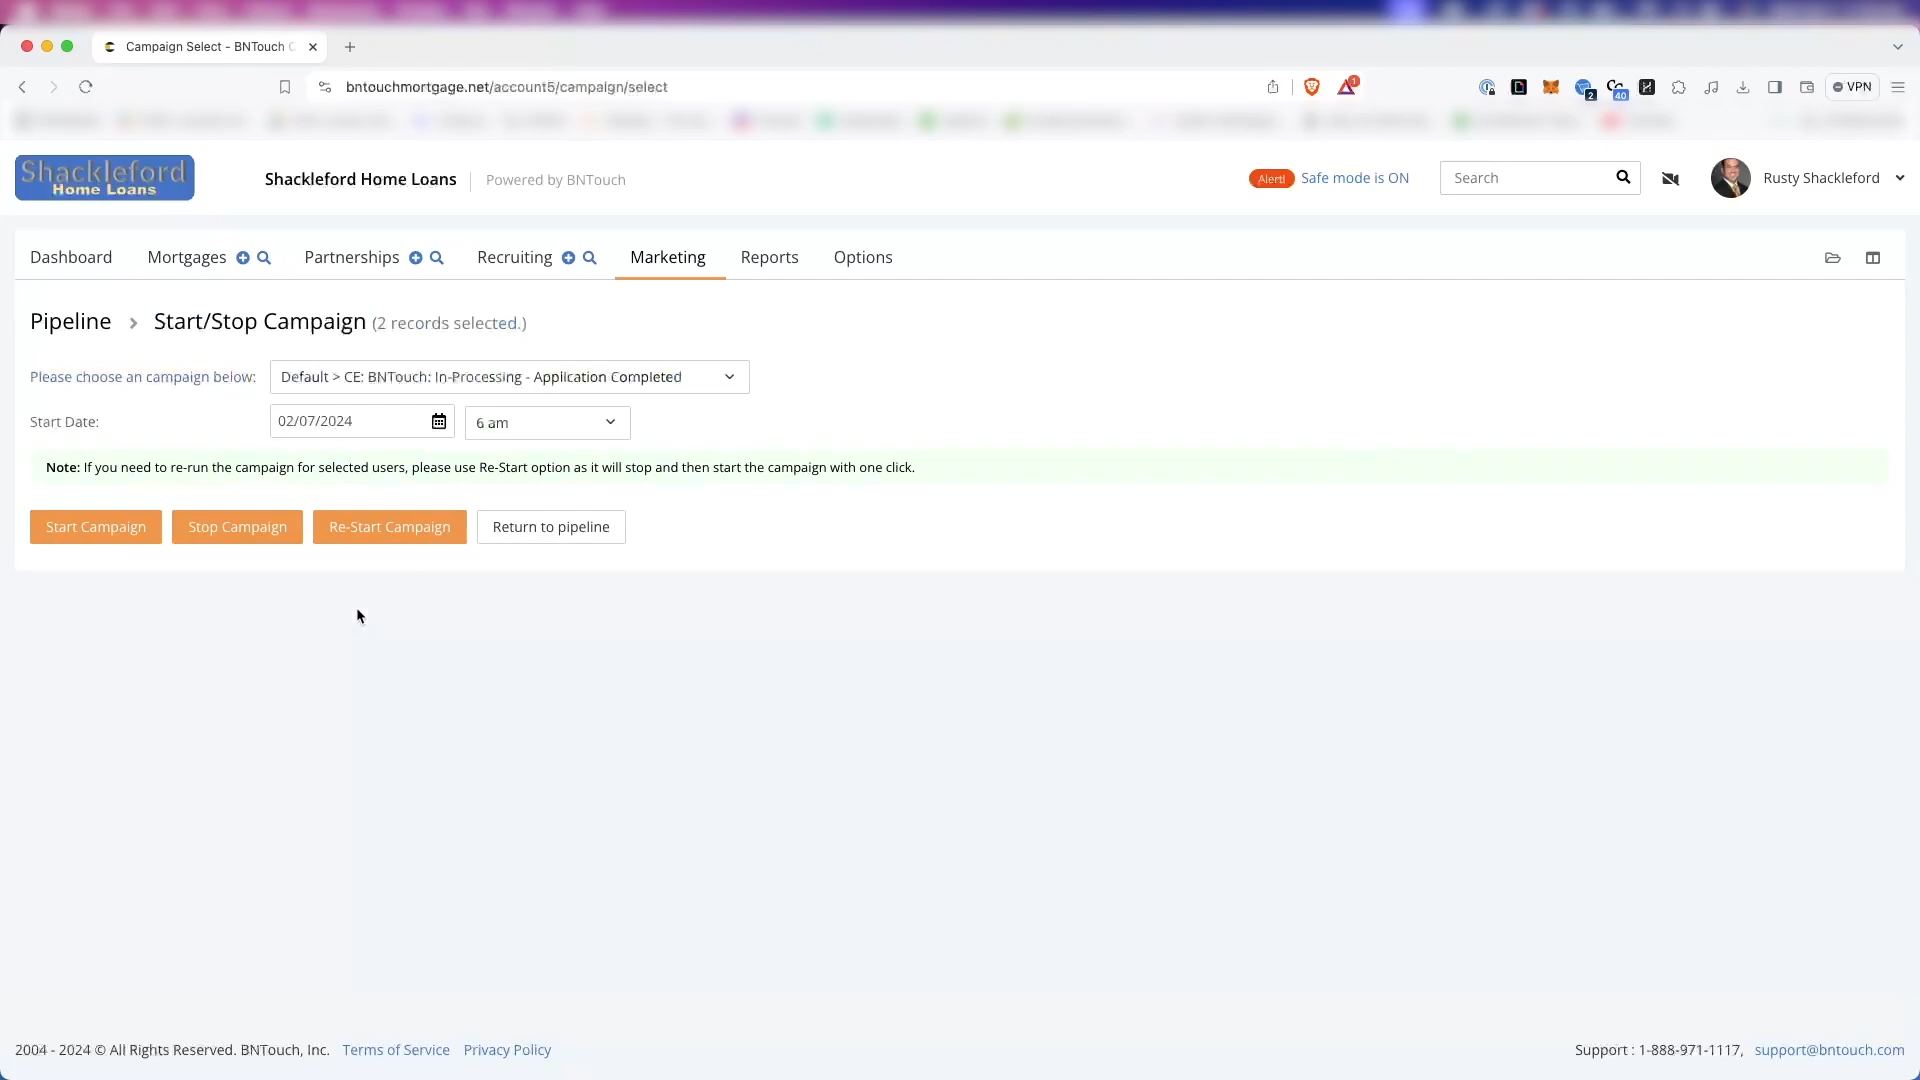 Campaign Select - BNTouch
bntouchmortgage.net/account5/campaign/select
1
2
40
VPN
Shackleford
Home Loans
Shackleford Home Loans
Powered by BNTouch
Alert!
Safe mode is ON
Search
Rusty Shackleford
Dashboard
Mortgages
Partnerships
Recruiting
Marketing
Reports
Options
Pipeline > Start/Stop Campaign (2 records selected.)
Please choose an campaign below:
Default > CE: BNTouch: In-Processing - Application Completed
Start Date:
02/07/2024
6 am
Note: If you need to re-run the campaign for selected users, please use Re-Start option as it will stop and then start the campaign with one click.
Start Campaign
Stop Campaign
Re-Start Campaign
Return to pipeline
2004 - 2024 © All Rights Reserved. BNTouch, Inc.
Terms of Service
Privacy Policy
Support : 1-888-971-1117,
support@bntouch.com